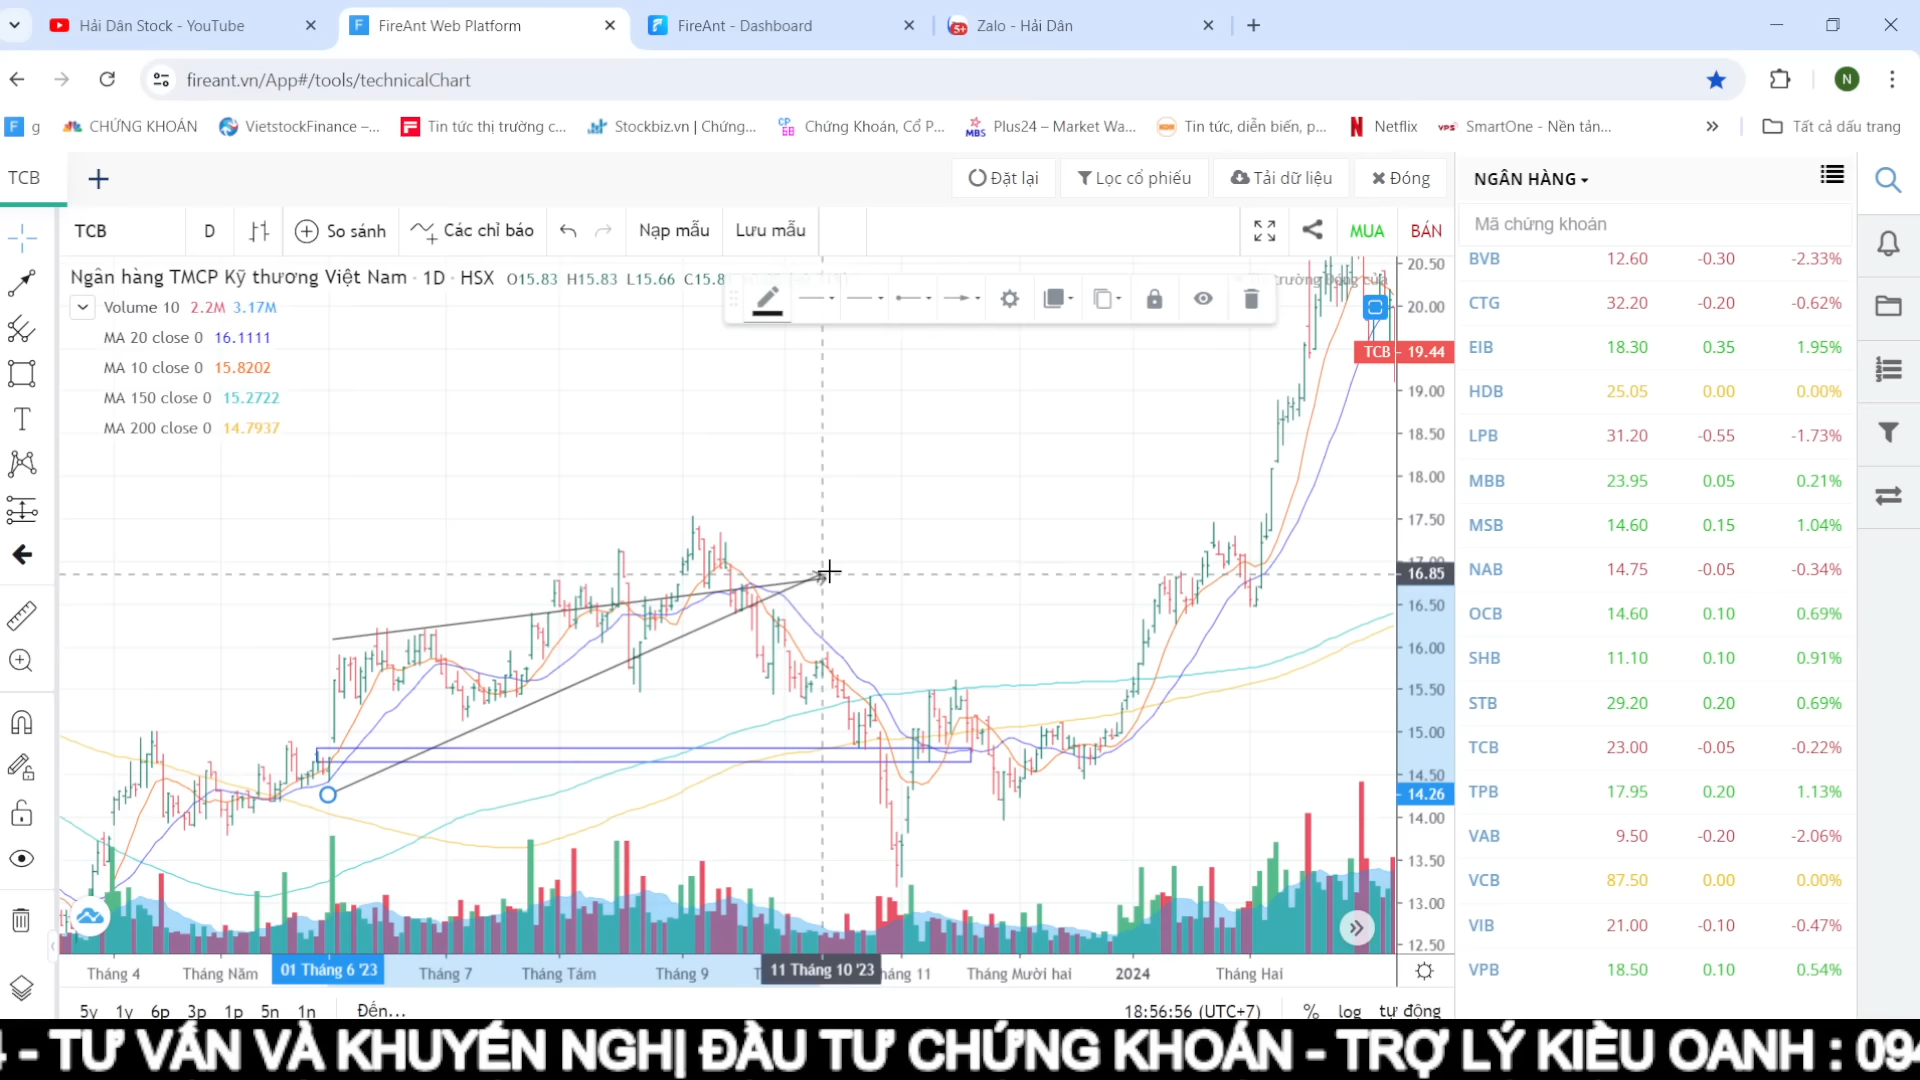 Hải Dân Stock - YouTube
FireAnt Web Platform
FireAnt - Dashboard
Zalo - Hải Dân
fireant.vn/App#/tools/technicalChart
N
g
CHỨNG KHOÁN
VietstockFinance –...
Tin tức thị trường c...
Stockbiz.vn | Chứng...
Chứng Khoán, Cổ P...
Plus24 – Market Wa...
Tin tức, diễn biến, p...
Netflix
SmartOne - Nền tản...
Tất cả dấu trang
TCB
Đặt lại
Lọc cổ phiếu
Tải dữ liệu
Đóng
NGÂN HÀNG
TCB
D
So sánh
Các chỉ báo
Nạp mẫu
Lưu mẫu
MUA
BÁN
Mã chứng khoán
Ngân hàng TMCP Kỹ thương Việt Nam · 1D · HSX O15.83 H15.83 L15.66 C15.8
Volume 10 2.2M 3.17M
MA 20 close 0 16.1111
MA 10 close 0 15.8202
MA 150 close 0 15.2722
MA 200 close 0 14.7937
20.50
20.00
TCB 19.44
19.00
18.50
18.00
17.50
17.00
16.85
16.50
16.00
15.50
15.00
14.50
14.26
14.00
13.50
13.00
12.50
BVB 12.60 -0.30 -2.33%
CTG 32.20 -0.20 -0.62%
EIB 18.30 0.35 1.95%
HDB 25.05 0.00 0.00%
LPB 31.20 -0.55 -1.73%
MBB 23.95 0.05 0.21%
MSB 14.60 0.15 1.04%
NAB 14.75 -0.05 -0.34%
OCB 14.60 0.10 0.69%
SHB 11.10 0.10 0.91%
STB 29.20 0.20 0.69%
TCB 23.00 -0.05 -0.22%
TPB 17.95 0.20 1.13%
VAB 9.50 -0.20 -2.06%
VCB 87.50 0.00 0.00%
VIB 21.00 -0.10 -0.47%
VPB 18.50 0.10 0.54%
Tháng 4
Tháng Năm
01 Tháng 6 '23
Tháng 7
Tháng Tám
Tháng 9
11 Tháng 10 '23
háng 11
Tháng Mười hai
2024
Tháng Hai
5y 1y 6p 3p 1p 5n 1n
Đến...
18:56:56 (UTC+7)
%
log
tự động
4 - TƯ VẤN VÀ KHUYẾN NGHỊ ĐẦU TƯ CHỨNG KHOÁN - TRỢ LÝ KIỀU OANH : 094